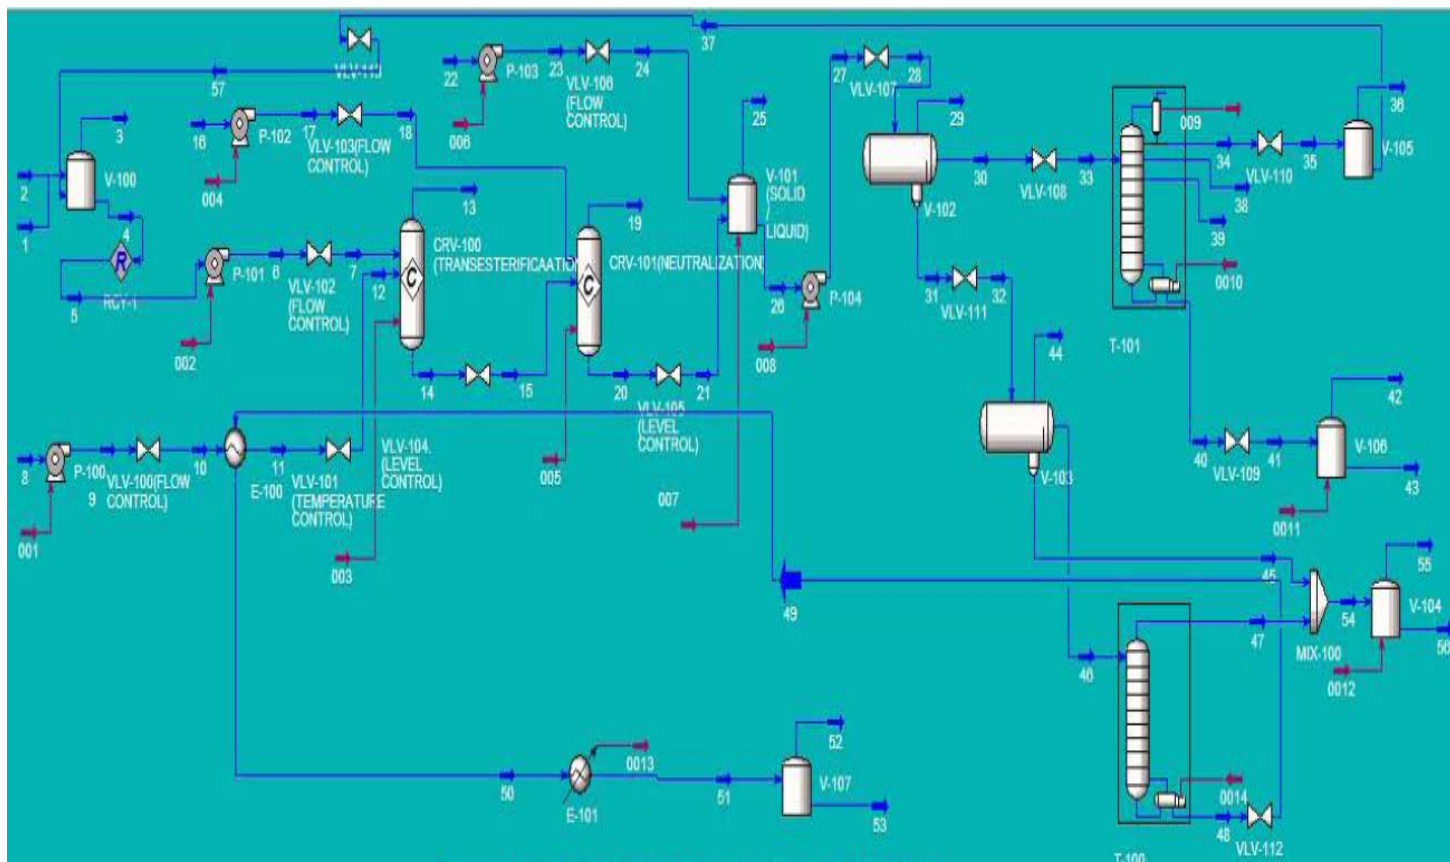 37
57
VLV-113
22
23
P-103
24
VLV-106
(FLOW
CONTROL)
006
27
28
VLV-107.
29
25
36
009
34
35
VLV-110
V-105
3
16
17
18
P-102
VLV-103(FLOW
CONTROL)
004
2
V-100
1
4
R
RCY-1
5
13
19
V-101
(SOLID
)
LIQUID)
V-102
30
VLV-108
33
38
39
0010
T-101
P-101
6
7
VLV-102
(FLOW
CONTROL)
12
002
CRV-100
(TRANSESTERIFICAATION
C
CRV-101(NEUTRALIZATION)
C
26
P-104
008
31
32
VLV-111
44
42
14
15
20
21
VLV-105
(LEVEL
CONTROL)
V-103
40
41
VLV-109
V-106
43
0011
8
P-100
9
VLV-100(FLOW
CONTROL)
10
E-100
11
VLV-101
(TEMPERATURE
CONTROL)
VLV-104.
(LEVEL
CONTROL)
001
003
005
007
49
45
55
54
V-104
56
47
MIX-100
46
0012
50
0013
E-101
51
52
V-107
53
0014
48
VLV-112
T-100